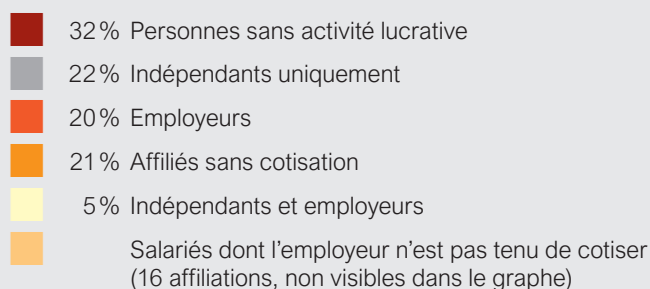 32% Personnes sans activité lucrative
22% Indépendants uniquement
20% Employeurs
21% Affiliés sans cotisation
5% Indépendants et employeurs
Salariés dont l'employeur n'est pas tenu de cotiser
(16 affiliations, non visibles dans le graphe)